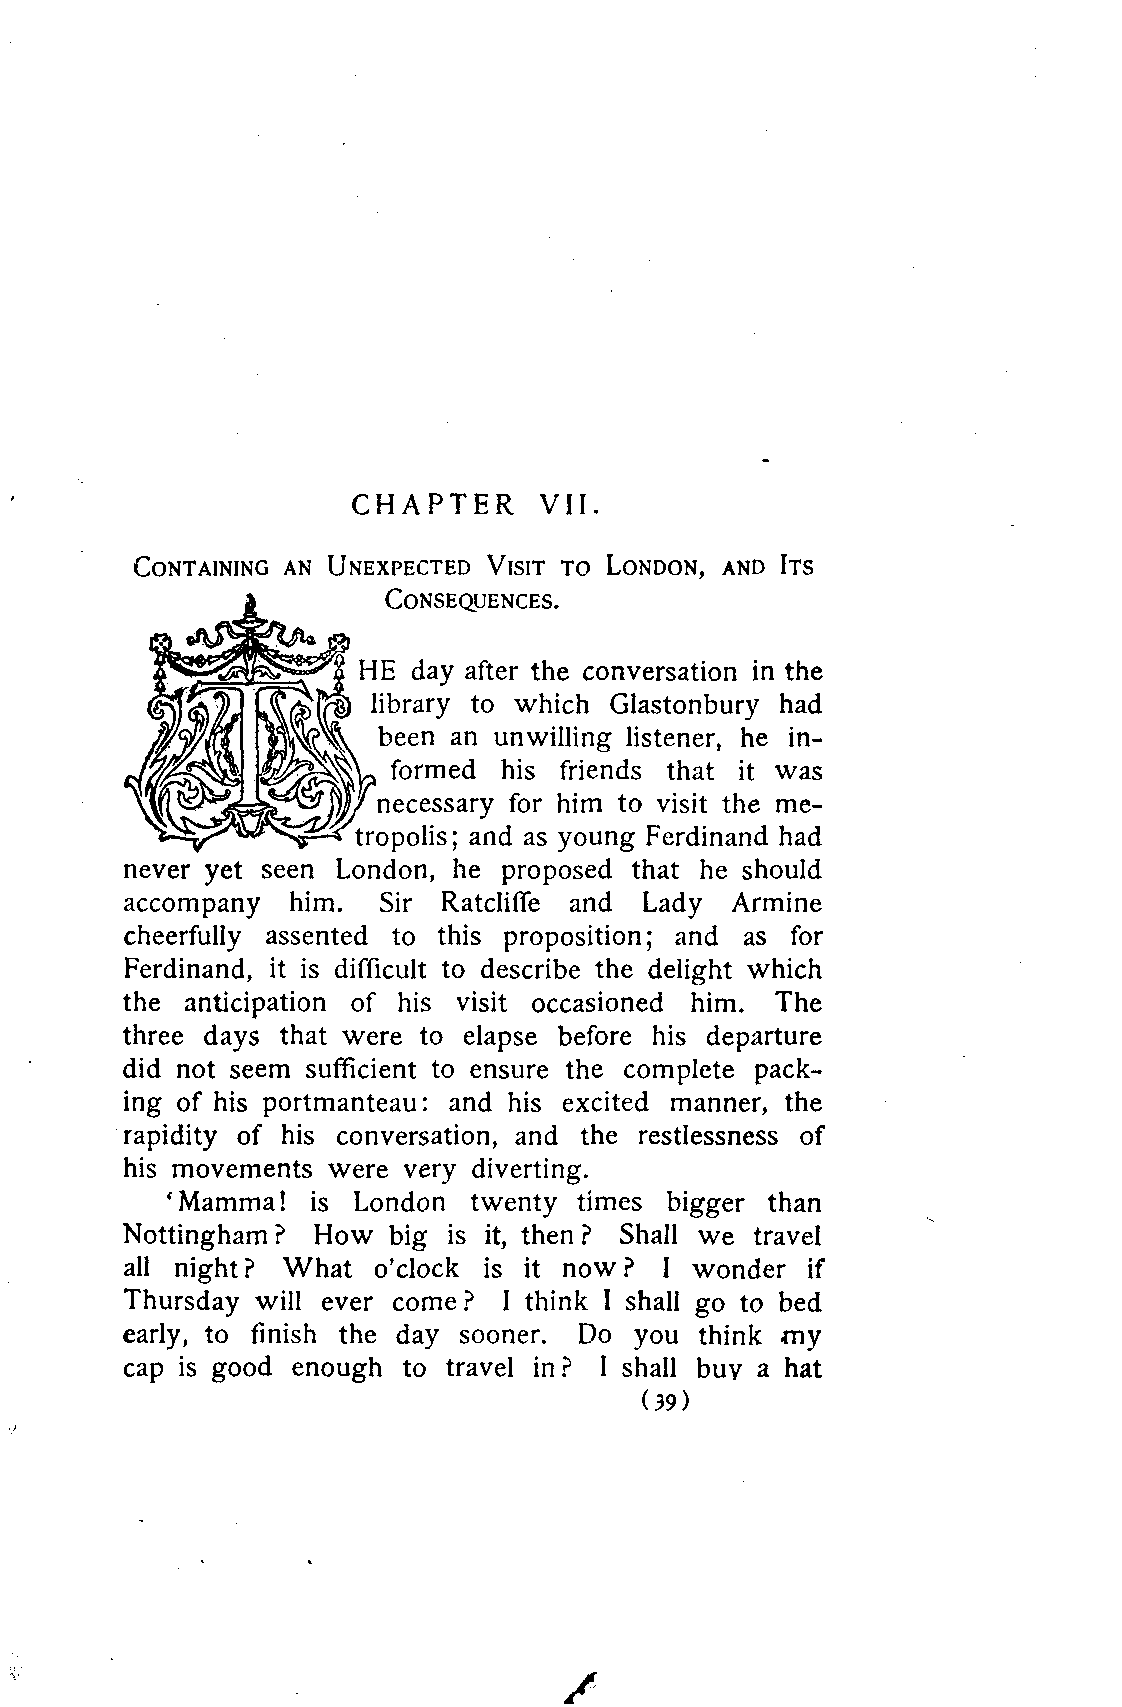 CHAPTER VII.
CONTAINING AN UNEXPECTED VISIT TO LONDON, AND ITS
CONSEQUENCES.
THE day after the conversation in the
library to which Glastonbury had
been an unwilling listener, he in-
formed his friends that it was
necessary for him to visit the me-
tropolis; and as young Ferdinand had
never yet seen London, he proposed that he should
accompany him. Sir Ratcliffe and Lady Armine
cheerfully assented to this proposition; and as for
Ferdinand, it is difficult to describe the delight which
the anticipation of his visit occasioned him. The
three days that were to elapse before his departure
did not seem sufficient to ensure the complete pack-
ing of his portmanteau: and his excited manner, the
rapidity of his conversation, and the restlessness of
his movements were very diverting.
‘Mamma! is London twenty times bigger than
Nottingham? How big is it, then? Shall we travel
all night? What o’clock is it now? I wonder if
Thursday will ever come? I think I shall go to bed
early, to finish the day sooner. Do you think my
cap is good enough to travel in? I shall buy a hat
(39)